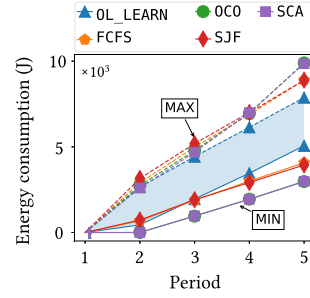 OL_LEARN OCO SCA
FCFS SJF
×10³
Energy consumption (J)
10
5
0
MAX
MIN
1 2 3 4 5
Period